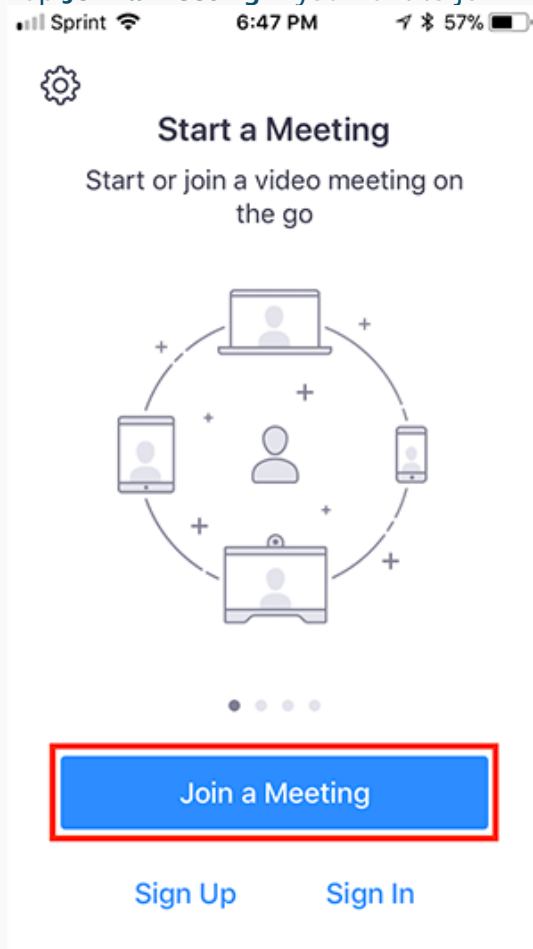 Sprint 6:47 PM 57%
Start a Meeting
Start or join a video meeting on
the go
Join a Meeting
Sign Up Sign In